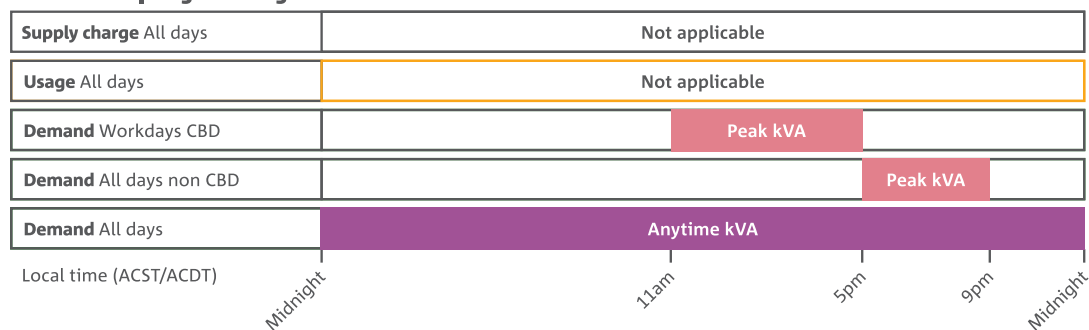 Supply charge All days Not applicable
Usage All days Not applicable
Demand Workdays CBD Peak kVA
Demand All days non CBD Peak kVA
Demand All days Anytime kVA
Local time (ACST/ACDT) Midnight 11am 5pm 9pm Midnight